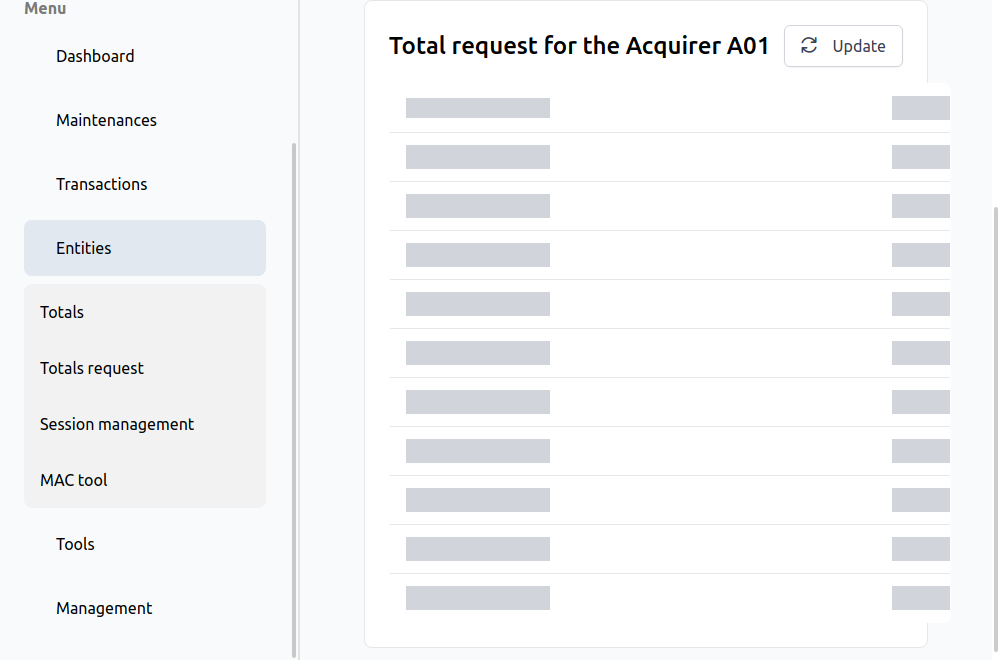 Menu
Dashboard
Maintenances
Transactions
Entities
Totals
Totals request
Session management
MAC tool
Tools
Management
Total request for the Acquirer A01
Update